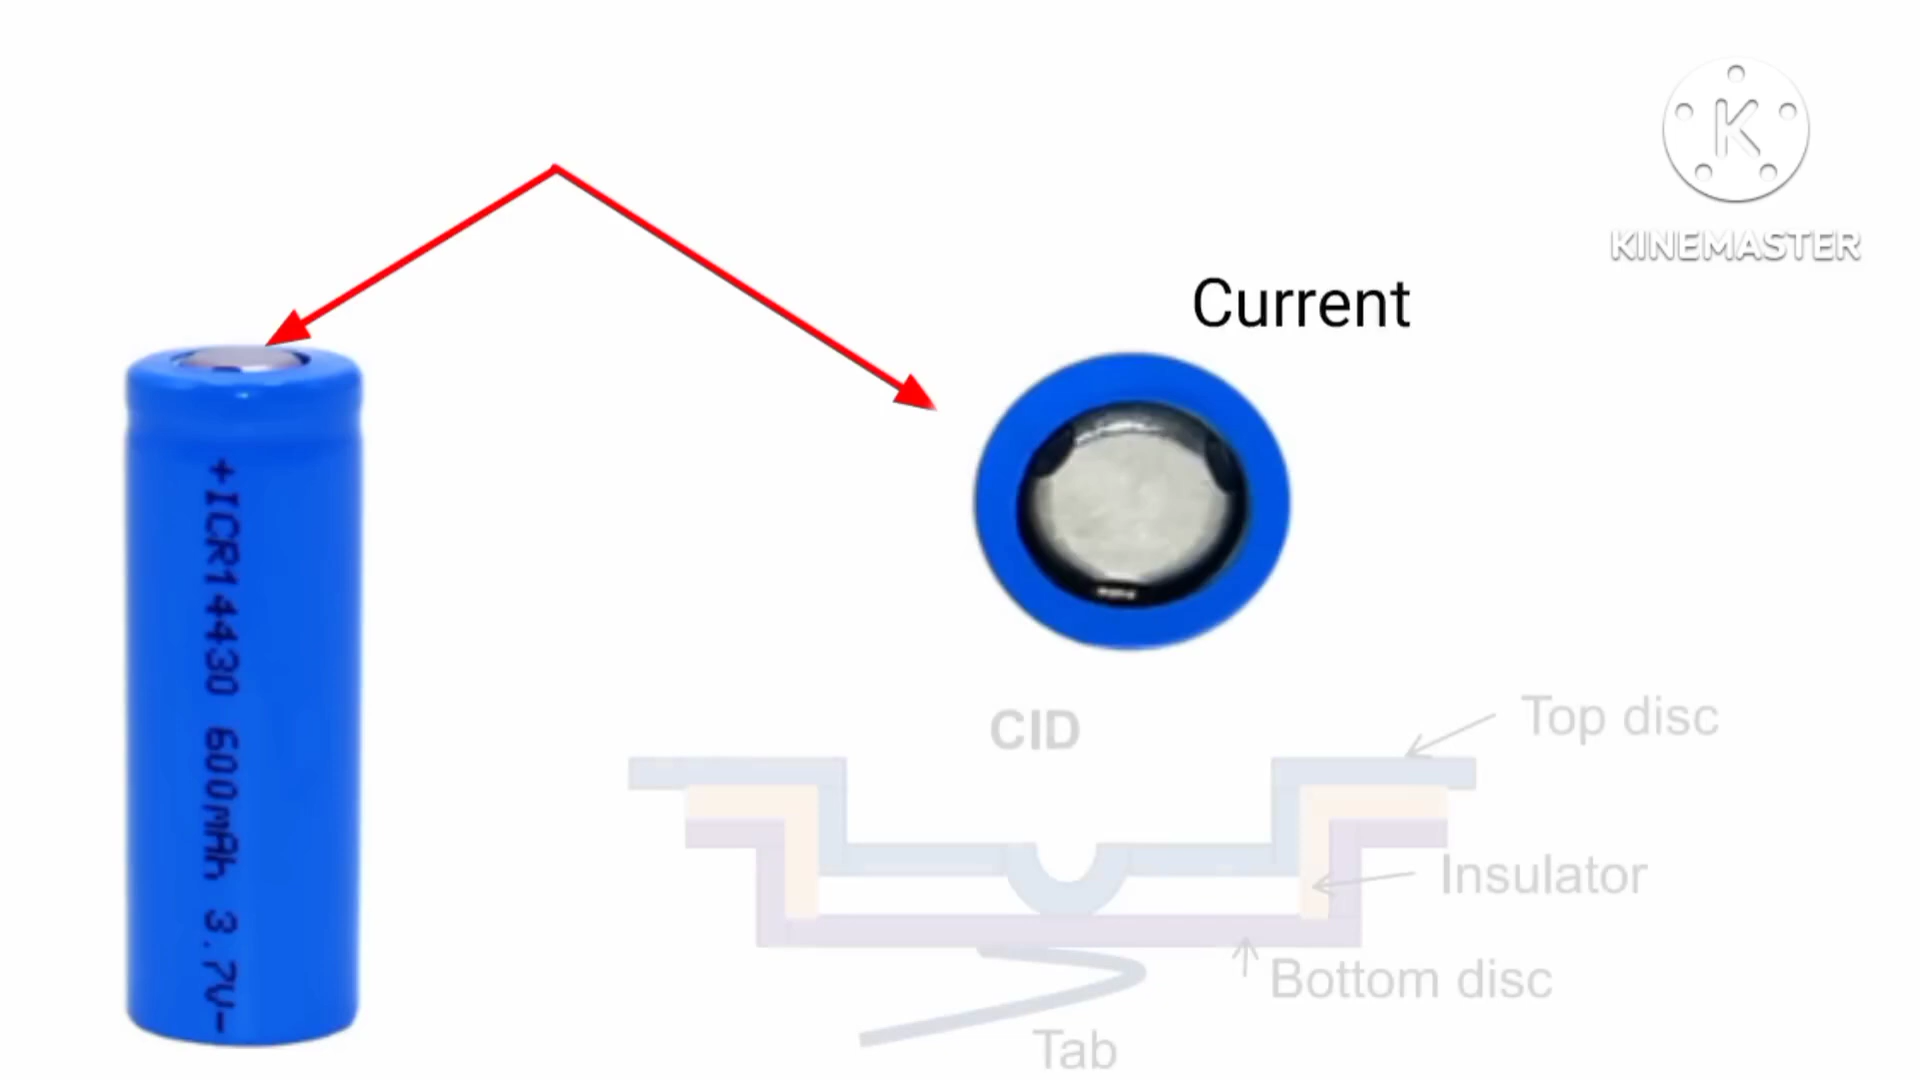 K
KINEMASTER
Current
+ICR14430 600mAh 3.7V-
CID
Top disc
Insulator
Bottom disc
Tab